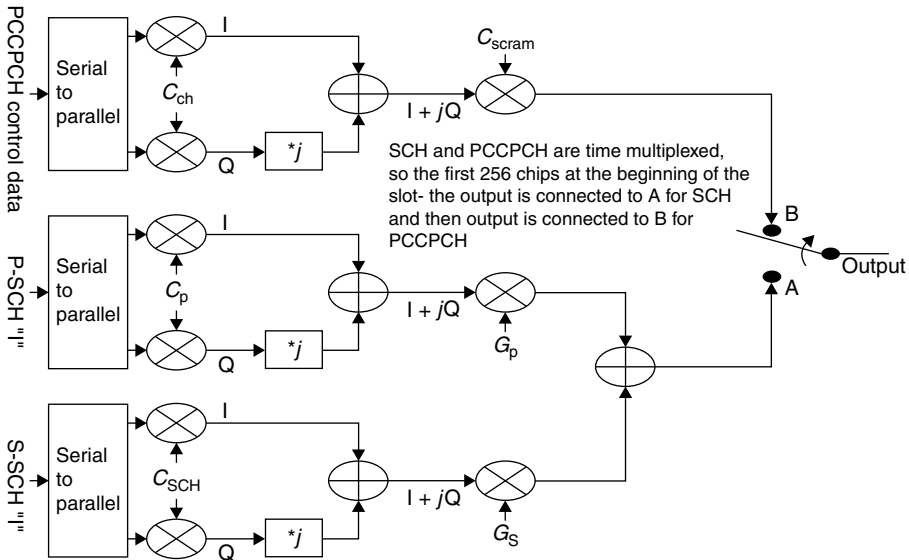 PCCPCH control data
Serial
to
parallel
I
C_ch
Q
*j
I + jQ
C_scram
SCH and PCCPCH are time multiplexed,
so the first 256 chips at the beginning of the
slot- the output is connected to A for SCH
and then output is connected to B for
PCCPCH
B
Output
A
P-SCH "I"
Serial
to
parallel
I
C_p
Q
*j
I + jQ
G_p
S-SCH "I"
Serial
to
parallel
I
C_SCH
Q
*j
I + jQ
G_S